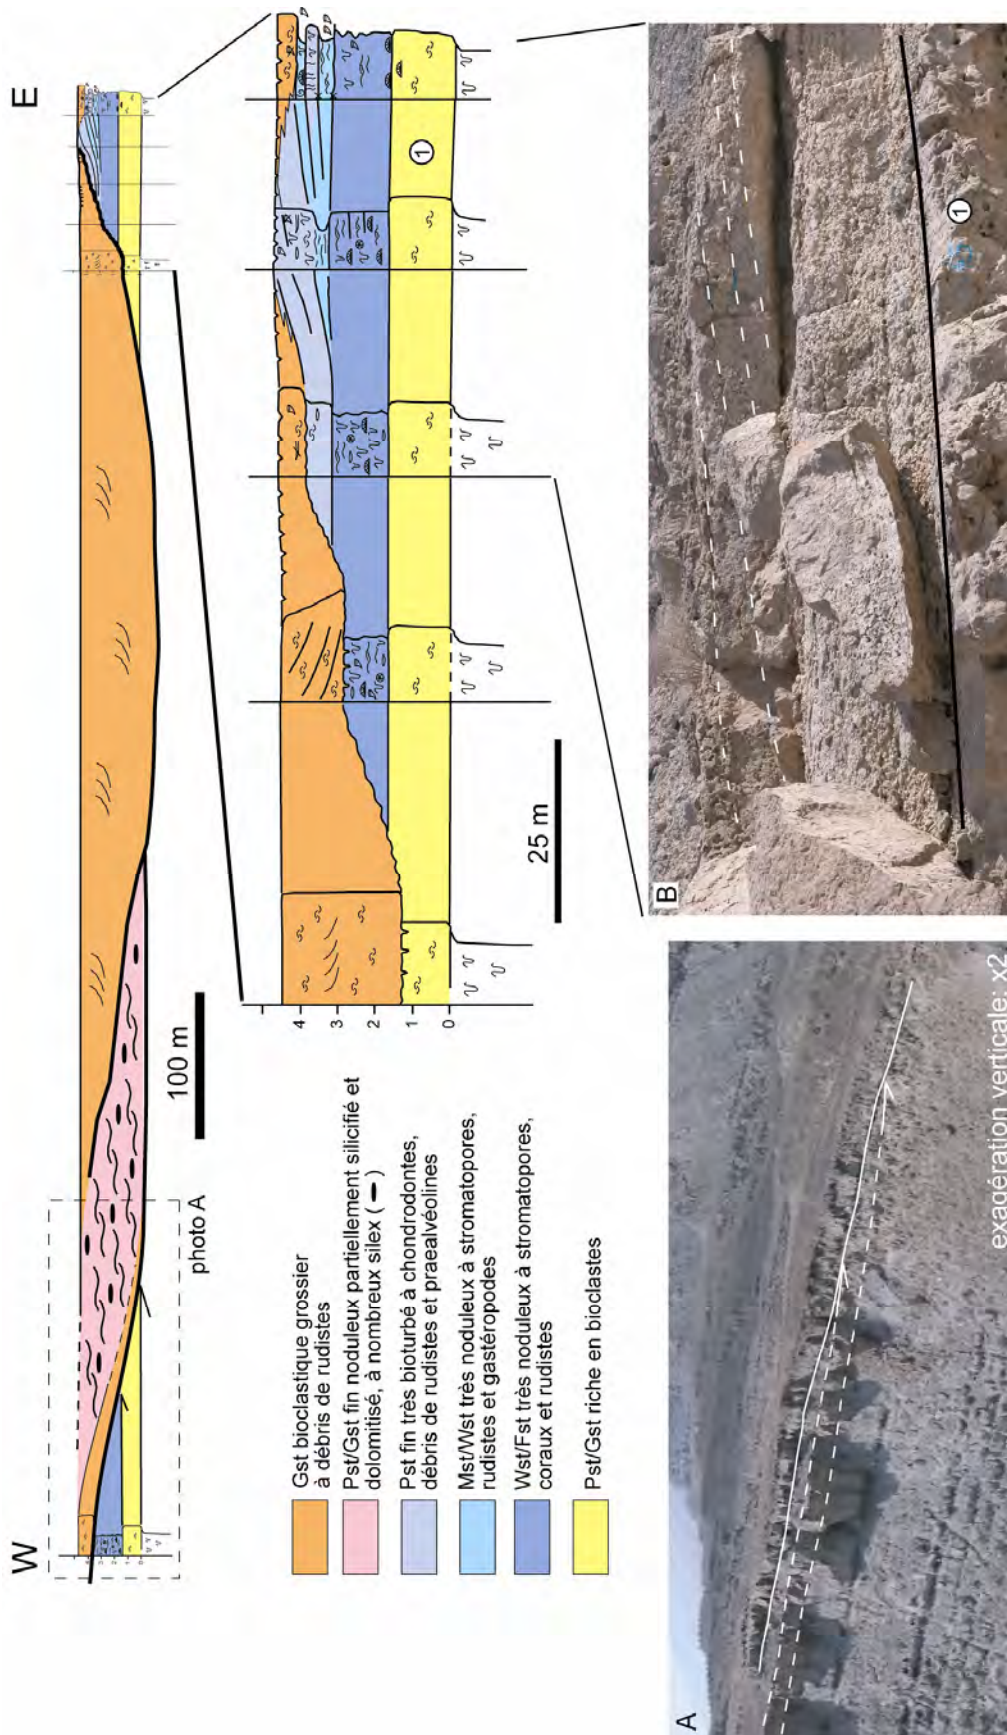 W
E
photo A
100 m
Gst bioclastique grossier
à débris de rudistes
Pst/Gst fin noduleux partiellement silicifié et
dolomitisé, à nombreux silex ( )
Pst fin très bioturbé à chondrodontes,
débris de rudistes et praealvéolines
Mst/Wst très noduleux à stromatopores,
rudistes et gastéropodes
Wst/Fst très noduleux à stromatopores,
coraux et rudistes
Pst/Gst riche en bioclastes
4
3
2
1
0
1
25 m
A
exagération verticale: x2
B
1